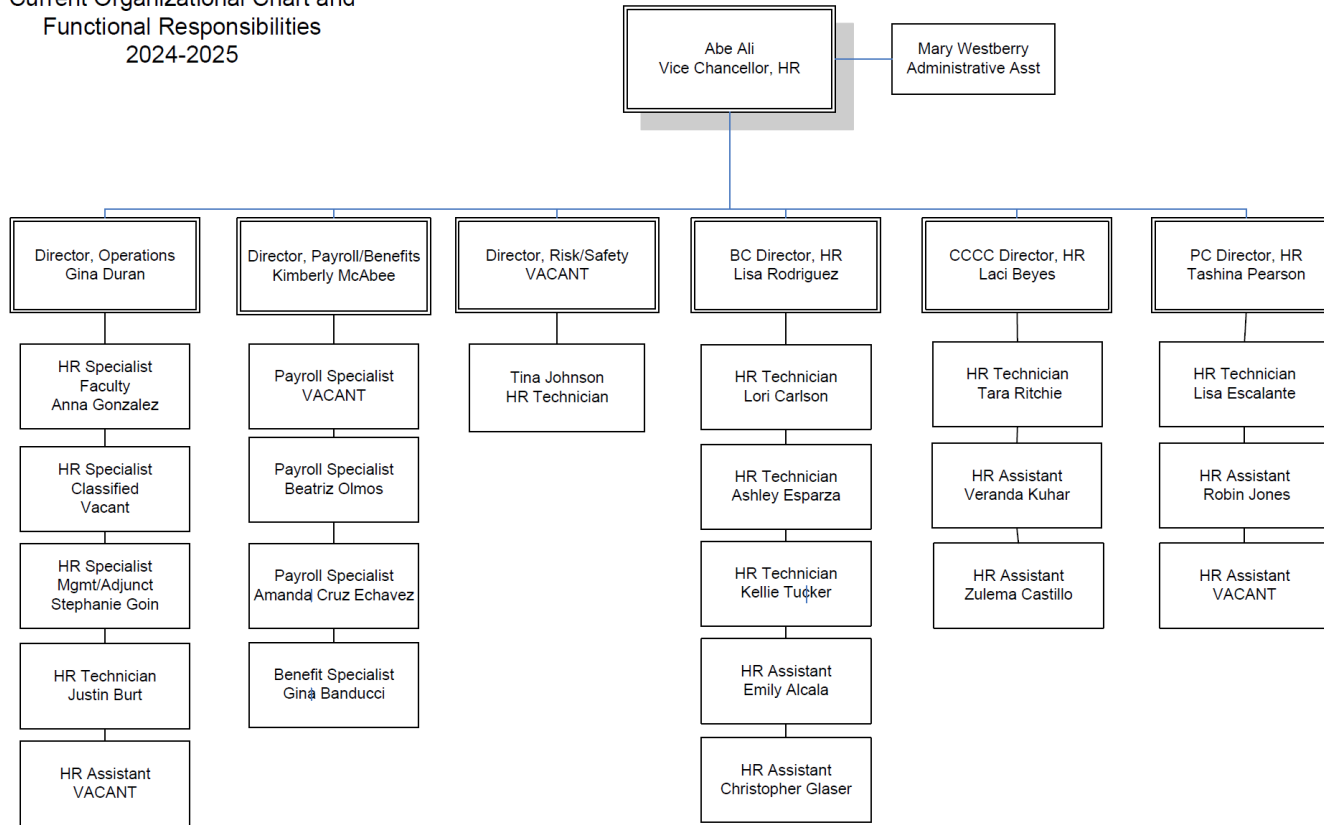 Current Organizational Chart and
Functional Responsibilities
2024-2025
Abe Ali
Vice Chancellor, HR
Mary Westberry
Administrative Asst
Director, Operations
Gina Duran
Director, Payroll/Benefits
Kimberly McAbee
Director, Risk/Safety
VACANT
BC Director, HR
Lisa Rodriguez
CCCC Director, HR
Laci Beyes
PC Director, HR
Tashina Pearson
HR Specialist
Faculty
Anna Gonzalez
HR Specialist
Classified
Vacant
HR Specialist
Mgmt/Adjunct
Stephanie Goin
HR Technician
Justin Burt
HR Assistant
VACANT
Payroll Specialist
VACANT
Payroll Specialist
Beatriz Olmos
Payroll Specialist
Amanda Cruz Echavez
Benefit Specialist
Gina Banducci
Tina Johnson
HR Technician
HR Technician
Lori Carlson
HR Technician
Ashley Esparza
HR Technician
Kellie Tucker
HR Assistant
Emily Alcala
HR Assistant
Christopher Glaser
HR Technician
Tara Ritchie
HR Assistant
Veranda Kuhar
HR Assistant
Zulema Castillo
HR Technician
Lisa Escalante
HR Assistant
Robin Jones
HR Assistant
VACANT